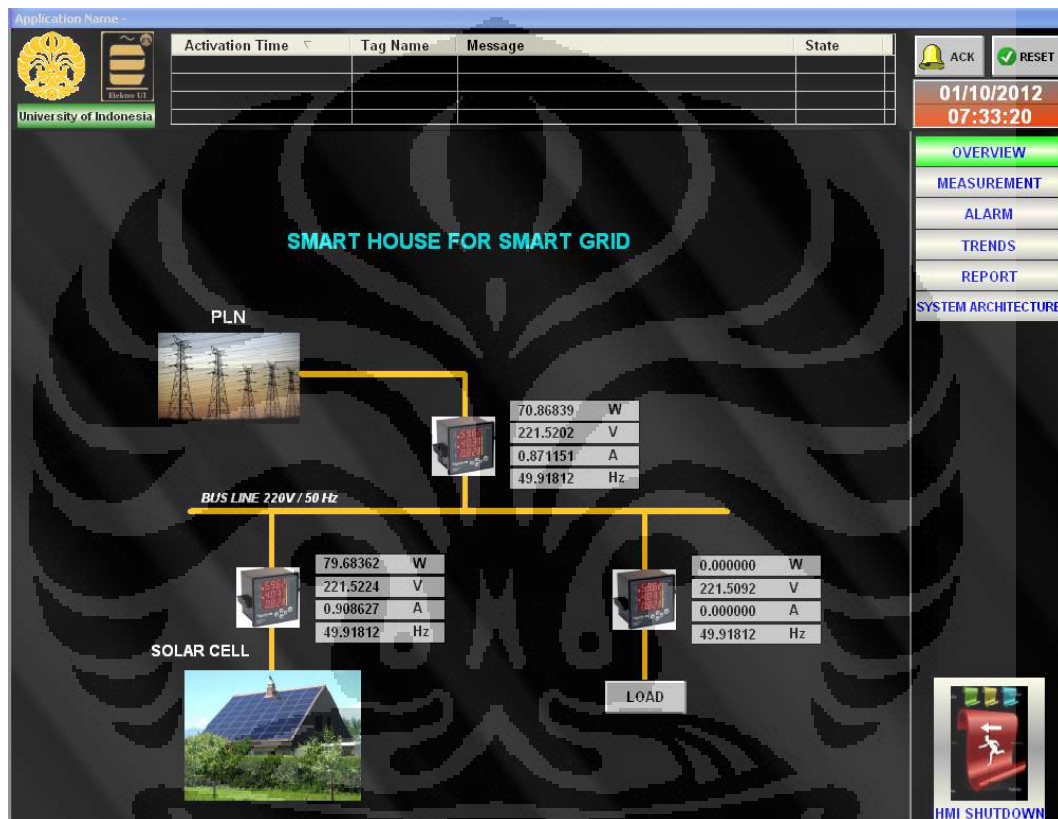 Application Name -
Activation Time Tag Name Message State
ACK RESET
Elektro UI
University of Indonesia
01/10/2012
07:33:20
OVERVIEW
MEASUREMENT
ALARM
TRENDS
REPORT
SYSTEM ARCHITECTURE
SMART HOUSE FOR SMART GRID
PLN
70.86839 W
221.5202 V
0.871151 A
49.91812 Hz
BUS LINE 220V / 50 Hz
79.68362 W
221.5224 V
0.908627 A
49.91812 Hz
0.000000 W
221.5092 V
0.000000 A
49.91812 Hz
SOLAR CELL
LOAD
HMI SHUTDOWN